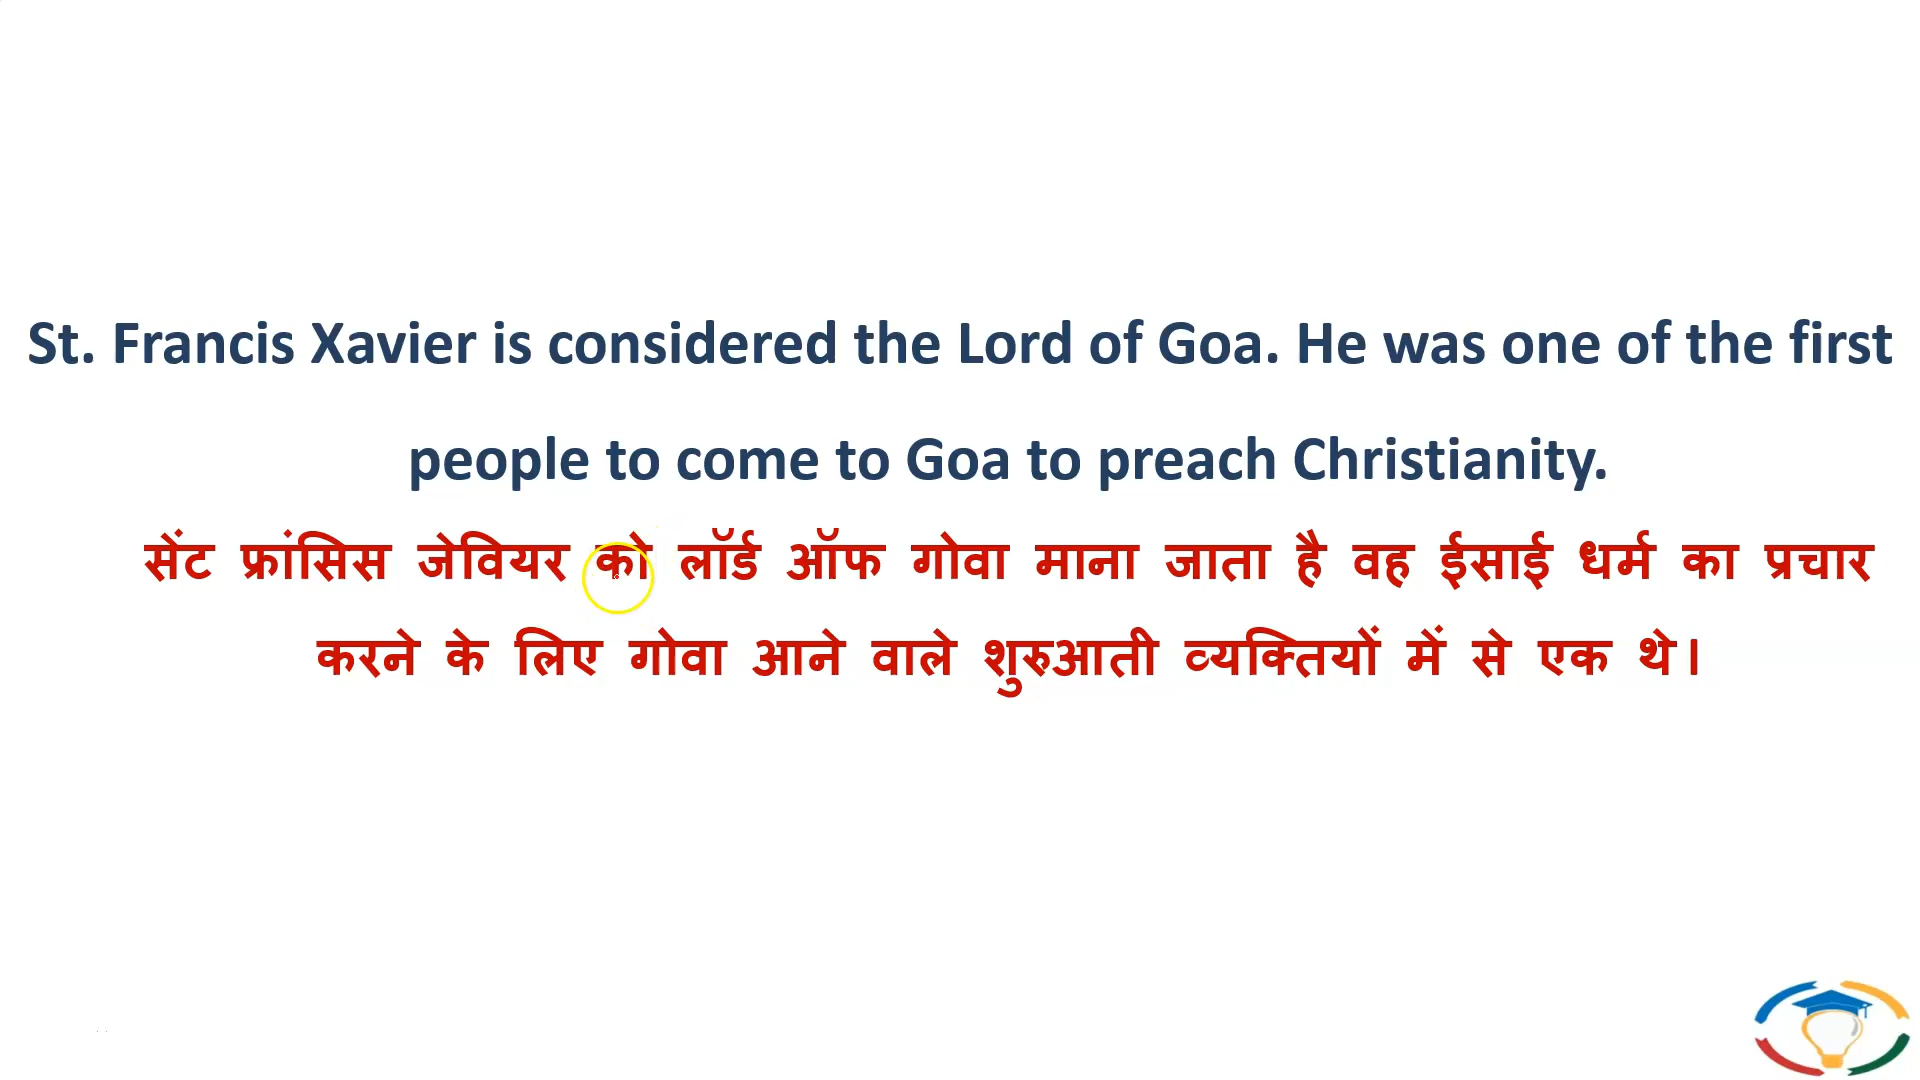 St. Francis Xavier is considered the Lord of Goa. He was one of the first
people to come to Goa to preach Christianity.
सेंट फ्रांसिस जेवियर को लॉर्ड ऑफ गोवा माना जाता है वह ईसाई धर्म का प्रचार
करने के लिए गोवा आने वाले शुरुआती व्यक्तियों में से एक थे।